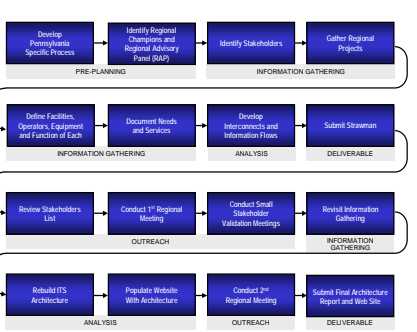 Develop
Pennsylvania
Specific Process
Identify Regional
Champions and
Regional Advisory
Panel (RAP)
Identify Stakeholders
Gather Regional
Projects
PRE-PLANNING
INFORMATION GATHERING
Define Facilities,
Operators, Equipment
and Function of Each
Document Needs
and Services
Develop
Interconnects and
Information Flows
Submit Strawman
INFORMATION GATHERING
ANALYSIS
DELIVERABLE
Review Stakeholders
List
Conduct 1st Regional
Meeting
Conduct Small
Stakeholder
Validation Meetings
Revisit Information
Gathering
OUTREACH
INFORMATION
GATHERING
Rebuild ITS
Architecture
Populate Website
With Architecture
Conduct 2nd
Regional Meeting
Submit Final Architecture
Report and Web Site
ANALYSIS
OUTREACH
DELIVERABLE